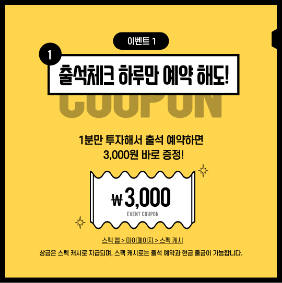 이벤트 1
1
출석체크 하루만 예약 해도!
COUPON
1분만 투자해서 출석 예약하면
3,000원 바로 증정!
₩3,000
EVENT COUPON
스픽 앱 > 마이페이지 > 스픽 캐시
상금은 스픽 캐시로 지급되며, 스픽 캐시로는 출석 예약과 현금 출금이 가능합니다.